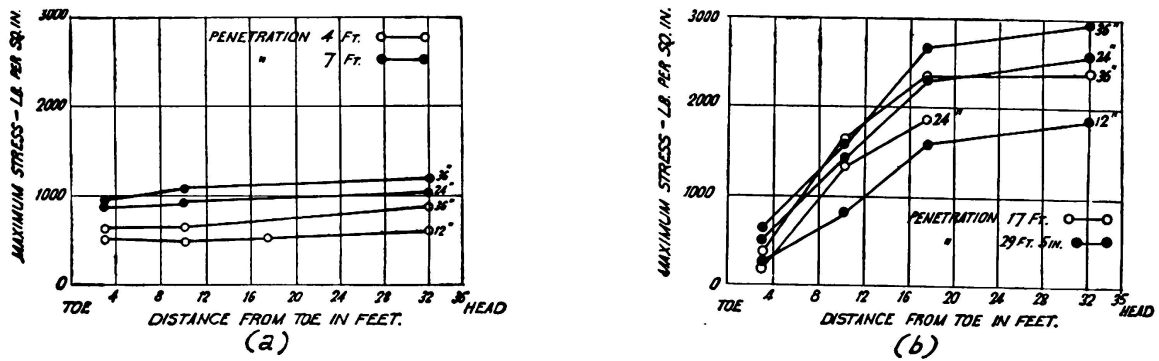 MAXIMUM STRESS – LB. PER SQ. IN.
3000
2000
1000
0
PENETRATION 4 FT.
" 7 FT.
36"
24"
36"
12"
TOE 4 8 12 16 20 24 28 32 36 HEAD
DISTANCE FROM TOE IN FEET.
(a)
MAXIMUM STRESS – LB. PER SQ. IN.
3000
2000
1000
0
36"
24"
36"
24"
12"
PENETRATION 17 FT.
" 29 FT. 5 IN.
TOE 4 8 12 16 20 24 28 32 35 HEAD
DISTANCE FROM TOE IN FEET.
(b)